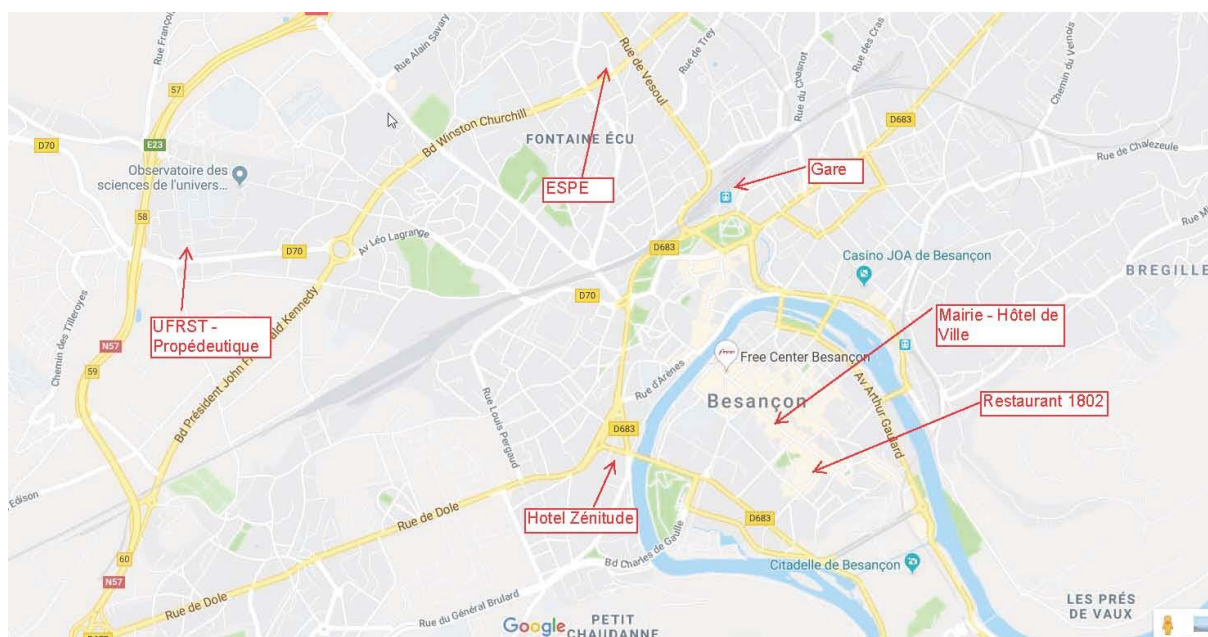 Rue François
Rue Alain Savary
57
D70
E23
Observatoire des
sciences de l'univers...
58
Bd Winston Churchill
FONTAINE ÉCU
ESPE
Rue de Vesoul
Rue de Trey
Rue du Chasnot
Rue des Cras
Chemin du Vernois
D683
Rue de Chalezeule
Gare
D70
Av Léo Lagrange
D683
Casino JOA de Besançon
BREGILLE
UFRST -
Propédeutique
D70
Mairie - Hôtel de
Ville
Chemin des Tilleroyes
N57
59
Bd Président John Fitzgerald Kennedy
Free Center Besançon
Rue d'Arènes
Besançon
Av Arthur Gaulard
Restaurant 1802
Rue Louis Pergaud
D683
Hotel Zénitude
Edison
Rue de Dole
D683
60
N57
Bd Charles de Gaulle
Citadelle de Besançon
Rue de Dole
Rue du Général Brulard
Google
PETIT
CHAUDANNE
LES PRÉS
DE VAUX